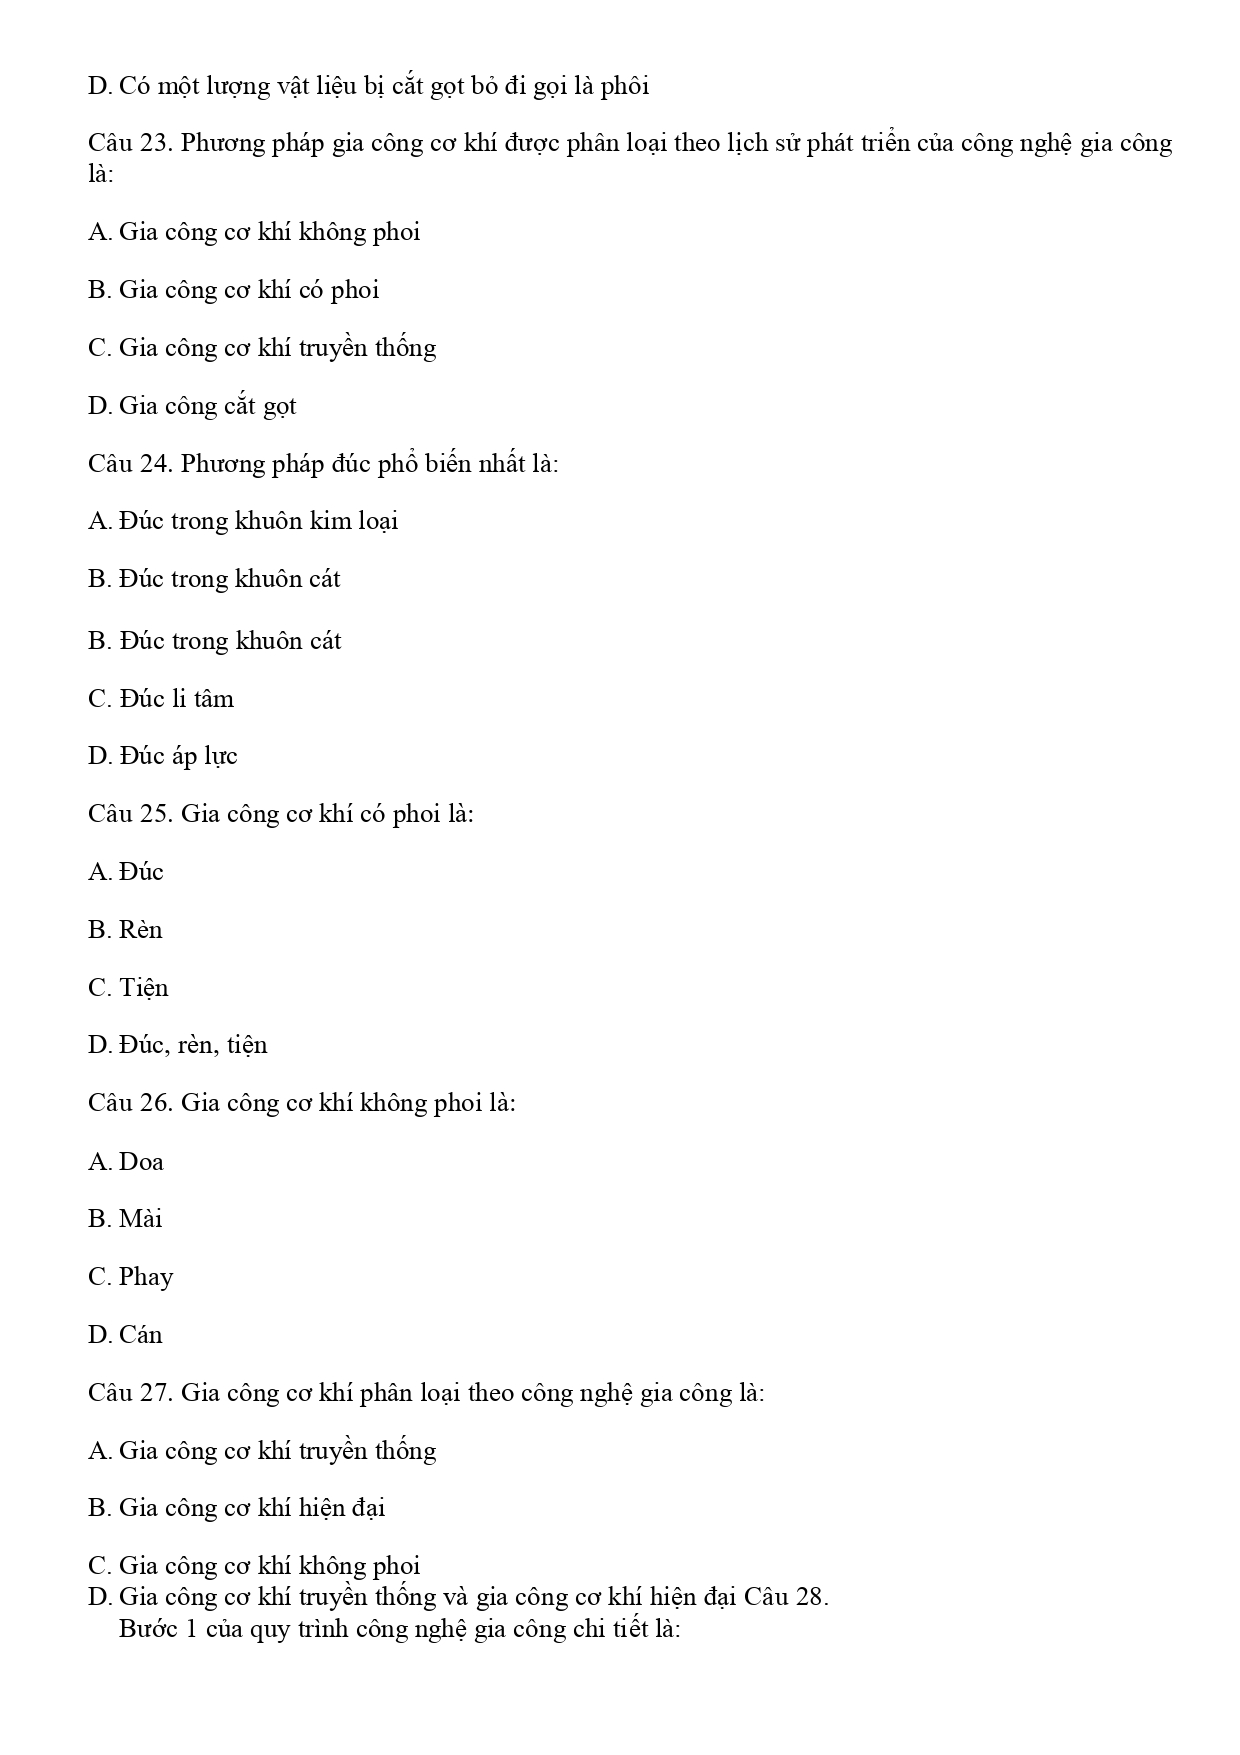 D. Có một lượng vật liệu bị cắt gọt bỏ đi gọi là phôi
Câu 23. Phương pháp gia công cơ khí được phân loại theo lịch sử phát triển của công nghệ gia công
là:
A. Gia công cơ khí không phoi
B. Gia công cơ khí có phoi
C. Gia công cơ khí truyền thống
D. Gia công cắt gọt
Câu 24. Phương pháp đúc phổ biến nhất là:
A. Đúc trong khuôn kim loại
B. Đúc trong khuôn cát
B. Đúc trong khuôn cát
C. Đúc li tâm
D. Đúc áp lực
Câu 25. Gia công cơ khí có phoi là:
A. Đúc
B. Rèn
C. Tiện
D. Đúc, rèn, tiện
Câu 26. Gia công cơ khí không phoi là:
A. Doa
B. Mài
C. Phay
D. Cán
Câu 27. Gia công cơ khí phân loại theo công nghệ gia công là:
A. Gia công cơ khí truyền thống
B. Gia công cơ khí hiện đại
C. Gia công cơ khí không phoi
D. Gia công cơ khí truyền thống và gia công cơ khí hiện đại Câu 28.
Bước 1 của quy trình công nghệ gia công chi tiết là: